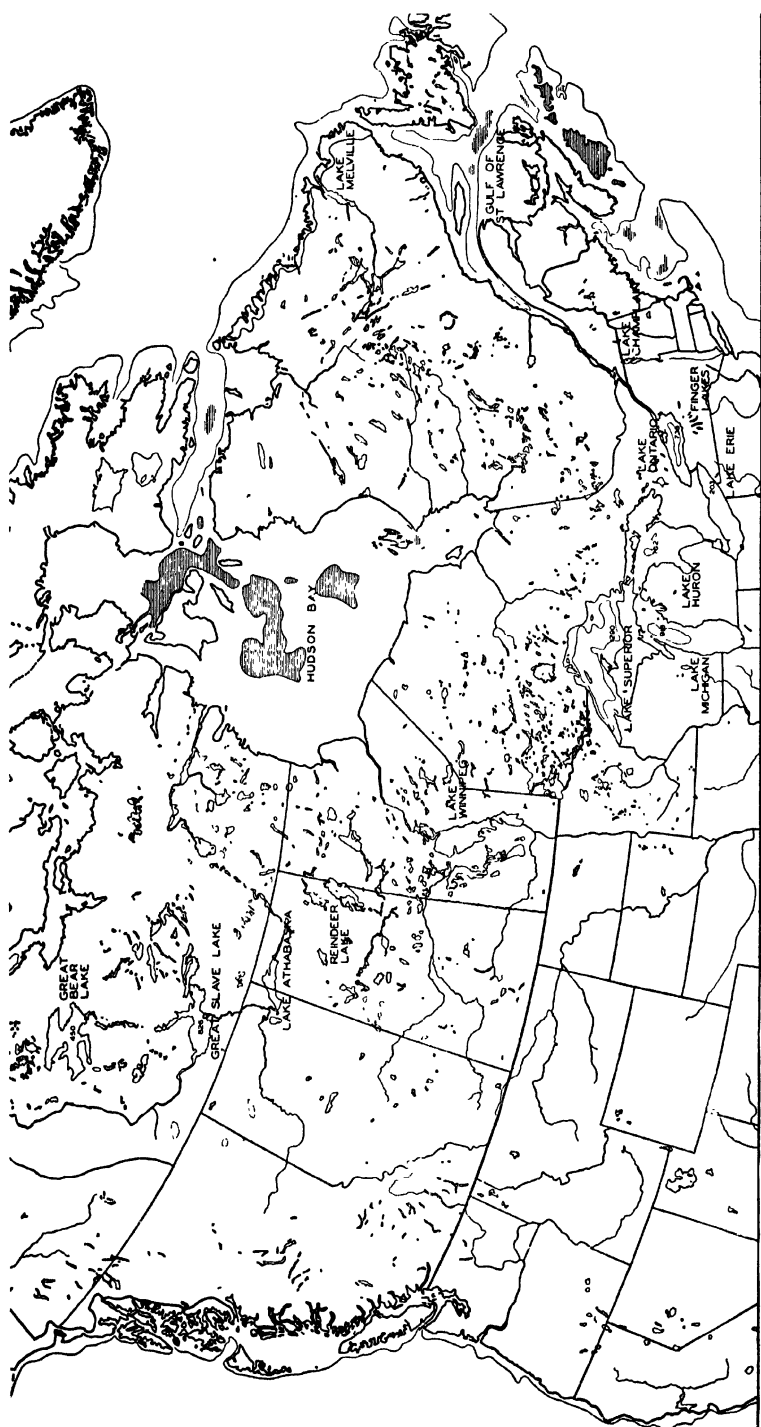 GREAT
BEAR
LAKE
450
GREAT SLAVE LAKE
LAKE ATHABASKA
REINDEER
LAKE
LAKE
WINNIPEG
HUDSON BAY
LAKE
MELVILLE
GULF OF
ST LAWRENCE
LAKE
CHAMPLAIN
FINGER
LAKES
LAKE
ONTARIO
LAKE ERIE
LAKE
HURON
LAKE SUPERIOR
LAKE
MICHIGAN